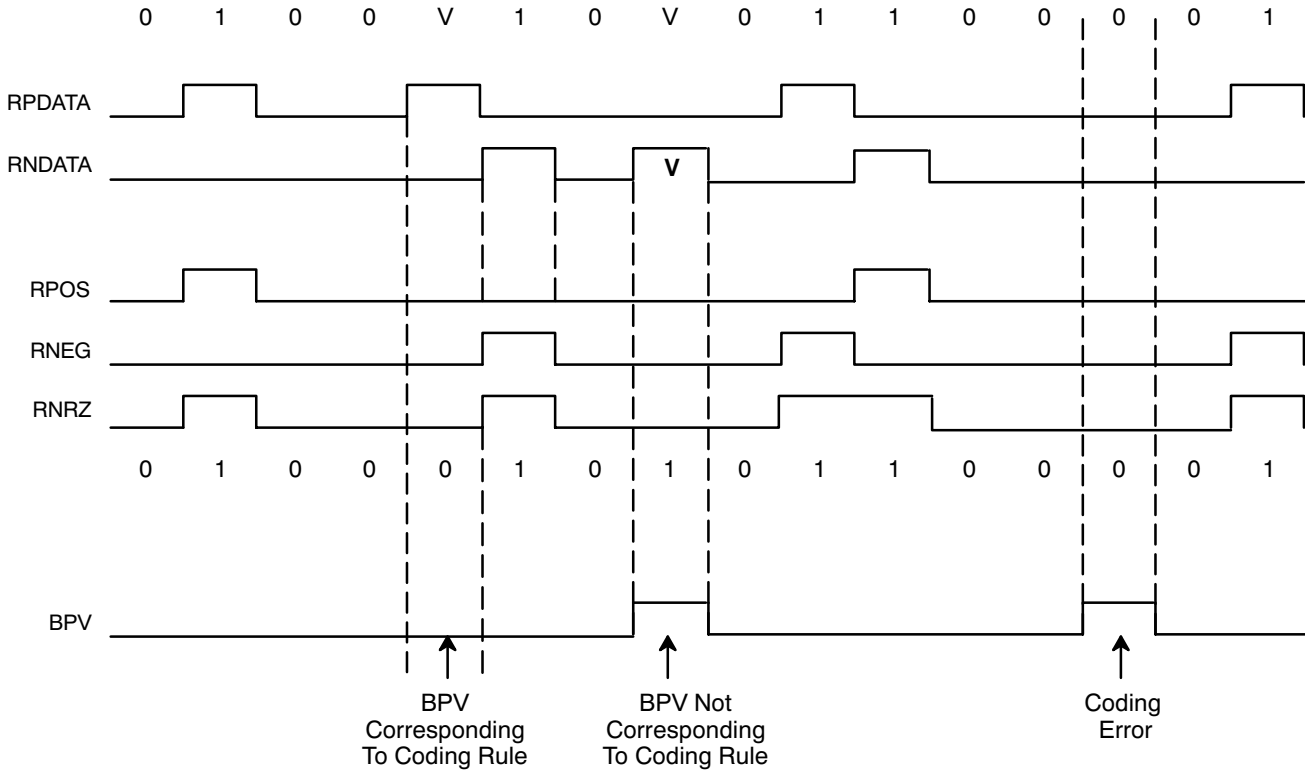 0 1 0 0 V 1 0 V 0 1 1 0 0 0 0 1
RPDATA
RNDATA
V
RPOS
RNEG
RNRZ
0 1 0 0 0 1 0 1 0 1 1 0 0 0 0 1
BPV
BPV
Corresponding
To Coding Rule
BPV Not
Corresponding
To Coding Rule
Coding
Error